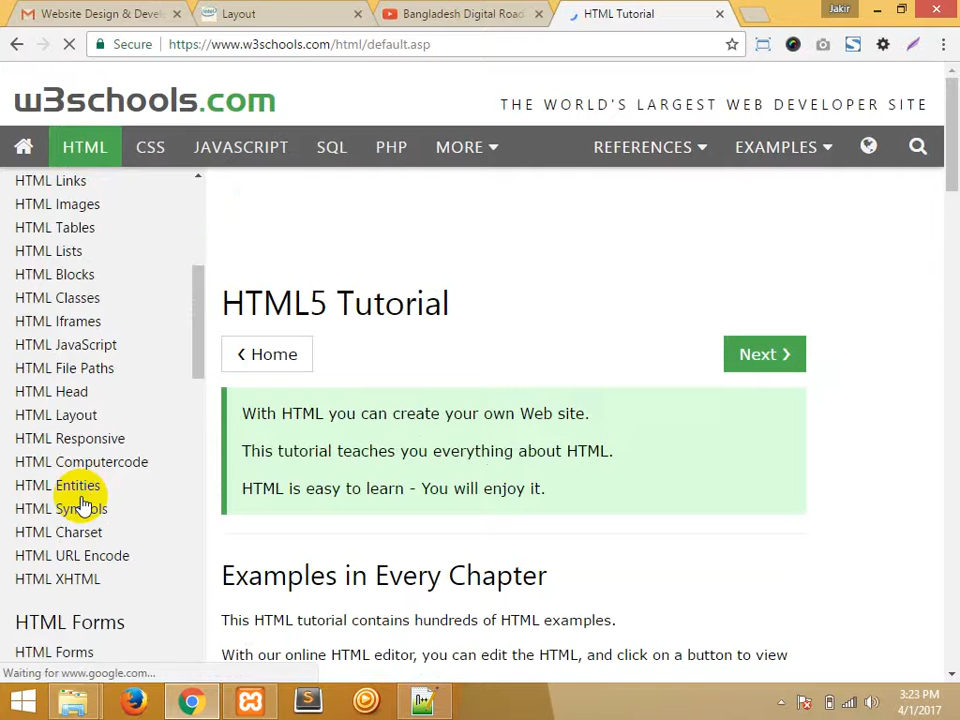 Website Design & Devel
Layout
Bangladesh Digital Road
HTML Tutorial
Jakir
Secure
https://www.w3schools.com/html/default.asp
w3schools.com
THE WORLD'S LARGEST WEB DEVELOPER SITE
HTML
CSS
JAVASCRIPT
SQL
PHP
MORE
REFERENCES
EXAMPLES
HTML Links
HTML Images
HTML Tables
HTML Lists
HTML Blocks
HTML Classes
HTML Iframes
HTML JavaScript
HTML File Paths
HTML Head
HTML Layout
HTML Responsive
HTML Computercode
HTML Entities
HTML Symbols
HTML Charset
HTML URL Encode
HTML XHTML
HTML Forms
HTML Forms
HTML5 Tutorial
❮ Home
Next ❯
With HTML you can create your own Web site.
This tutorial teaches you everything about HTML.
HTML is easy to learn - You will enjoy it.
Examples in Every Chapter
This HTML tutorial contains hundreds of HTML examples.
With our online HTML editor, you can edit the HTML, and click on a button to view
Waiting for www.google.com...
3:23 PM
4/1/2017